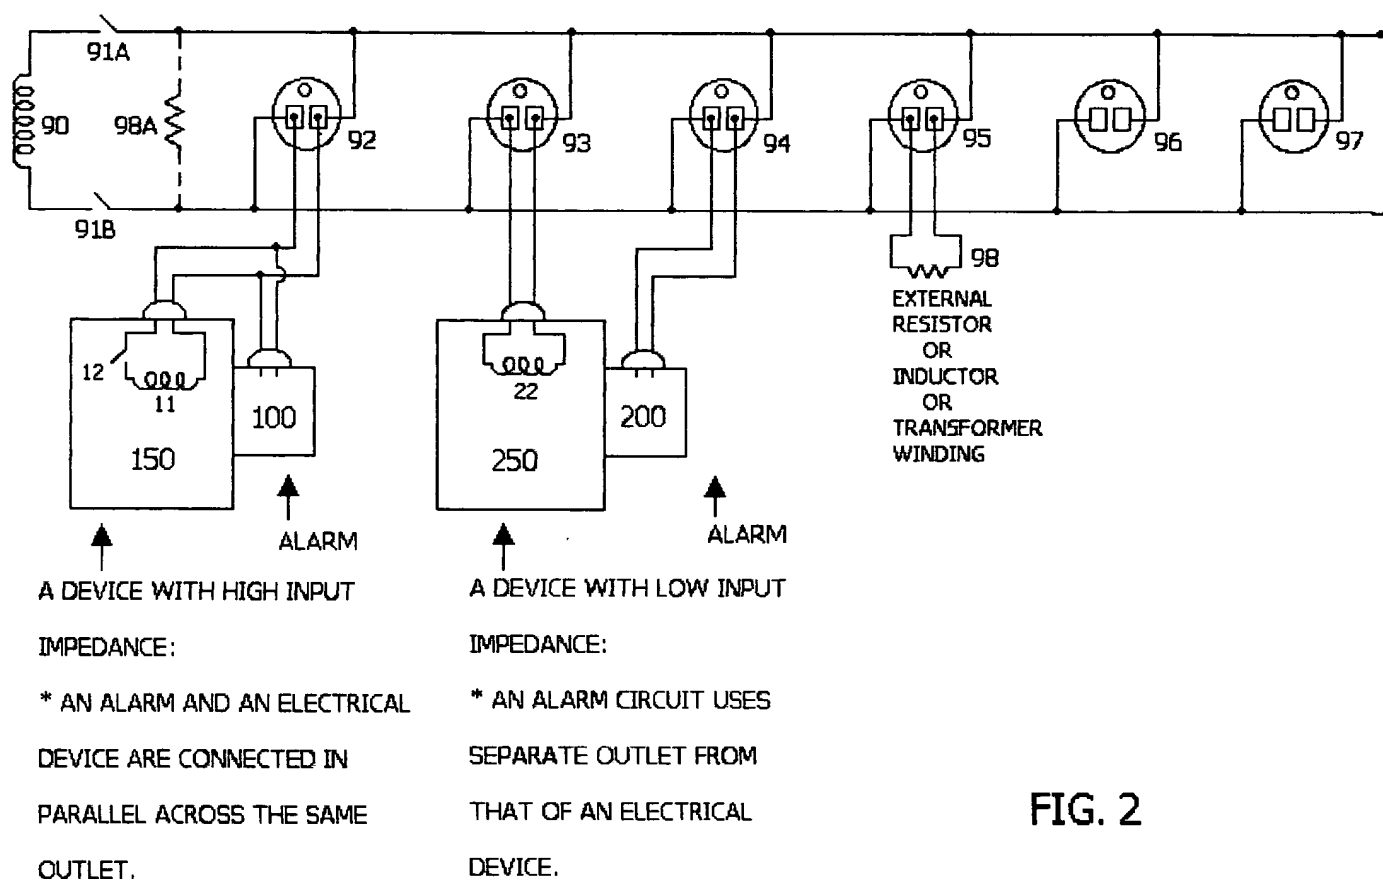 91A
90
98A
92
93
94
95
96
97
91B
98
EXTERNAL
RESISTOR
OR
INDUCTOR
OR
TRANSFORMER
WINDING
12
11
100
150
22
200
250
ALARM
ALARM
A DEVICE WITH HIGH INPUT
IMPEDANCE:
* AN ALARM AND AN ELECTRICAL
DEVICE ARE CONNECTED IN
PARALLEL ACROSS THE SAME
OUTLET.
A DEVICE WITH LOW INPUT
IMPEDANCE:
* AN ALARM CIRCUIT USES
SEPARATE OUTLET FROM
THAT OF AN ELECTRICAL
DEVICE.
FIG. 2